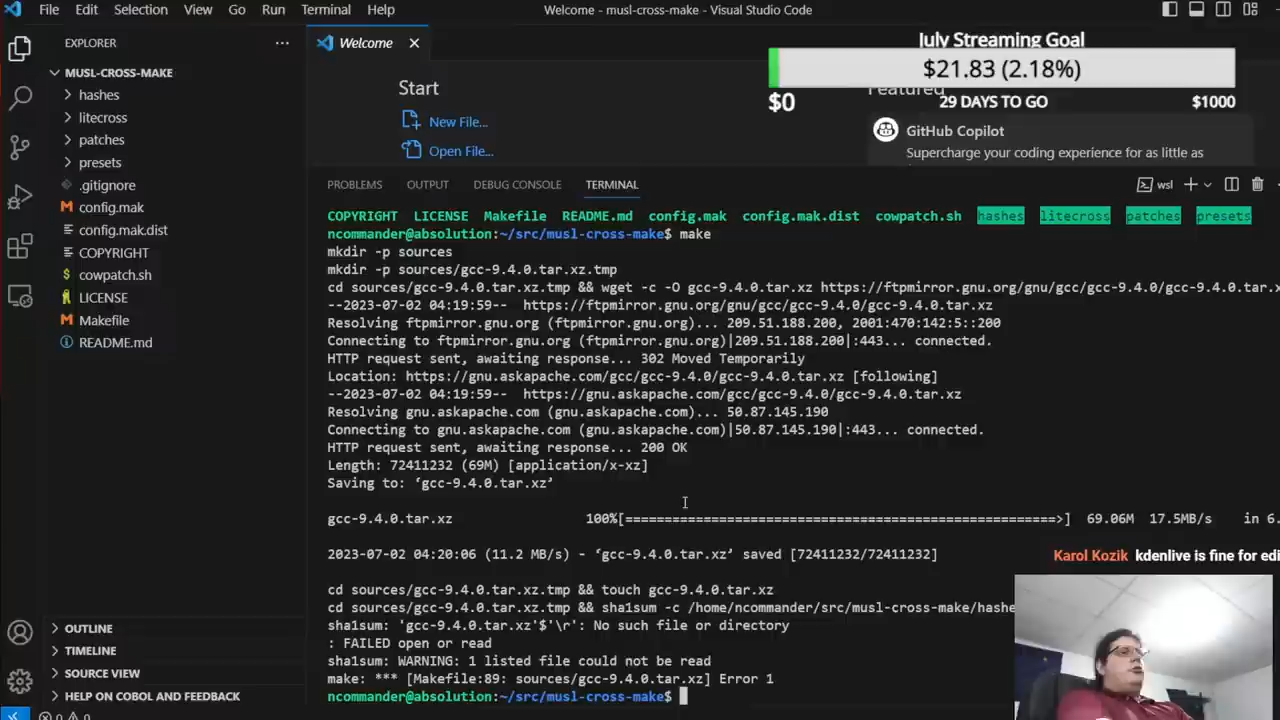 File Edit Selection View Go Run Terminal Help Welcome - musl-cross-make - Visual Studio Code
EXPLORER
MUSL-CROSS-MAKE
hashes
litecross
patches
presets
.gitignore
config.mak
config.mak.dist
COPYRIGHT
cowpatch.sh
LICENSE
Makefile
README.md
OUTLINE
TIMELINE
SOURCE VIEW
HELP ON COBOL AND FEEDBACK
0 0
Welcome
Start
New File...
Open File...
July Streaming Goal
$21.83 (2.18%)
$0 29 DAYS TO GO $1000
Featured
GitHub Copilot
Supercharge your coding experience for as little as
PROBLEMS OUTPUT DEBUG CONSOLE TERMINAL wsl
COPYRIGHT LICENSE Makefile README.md config.mak config.mak.dist cowpatch.sh hashes litecross patches presets
ncommander@absolution:~/src/musl-cross-make$ make
mkdir -p sources
mkdir -p sources/gcc-9.4.0.tar.xz.tmp
cd sources/gcc-9.4.0.tar.xz.tmp && wget -c -O gcc-9.4.0.tar.xz https://ftpmirror.gnu.org/gnu/gcc/gcc-9.4.0/gcc-9.4.0.tar.x
--2023-07-02 04:19:59-- https://ftpmirror.gnu.org/gnu/gcc/gcc-9.4.0/gcc-9.4.0.tar.xz
Resolving ftpmirror.gnu.org (ftpmirror.gnu.org)... 209.51.188.200, 2001:470:142:5::200
Connecting to ftpmirror.gnu.org (ftpmirror.gnu.org)|209.51.188.200|:443... connected.
HTTP request sent, awaiting response... 302 Moved Temporarily
Location: https://gnu.askapache.com/gcc/gcc-9.4.0/gcc-9.4.0.tar.xz [following]
--2023-07-02 04:19:59-- https://gnu.askapache.com/gcc/gcc-9.4.0/gcc-9.4.0.tar.xz
Resolving gnu.askapache.com (gnu.askapache.com)... 50.87.145.190
Connecting to gnu.askapache.com (gnu.askapache.com)|50.87.145.190|:443... connected.
HTTP request sent, awaiting response... 200 OK
Length: 72411232 (69M) [application/x-xz]
Saving to: ‘gcc-9.4.0.tar.xz’
gcc-9.4.0.tar.xz 100%[=======================================================>] 69.06M 17.5MB/s in 6.
2023-07-02 04:20:06 (11.2 MB/s) - ‘gcc-9.4.0.tar.xz’ saved [72411232/72411232]
Karol Kozik kdenlive is fine for edi
cd sources/gcc-9.4.0.tar.xz.tmp && touch gcc-9.4.0.tar.xz
cd sources/gcc-9.4.0.tar.xz.tmp && sha1sum -c /home/ncommander/src/musl-cross-make/hashe
sha1sum: 'gcc-9.4.0.tar.xz'$'\r': No such file or directory
: FAILED open or read
sha1sum: WARNING: 1 listed file could not be read
make: *** [Makefile:89: sources/gcc-9.4.0.tar.xz] Error 1
ncommander@absolution:~/src/musl-cross-make$